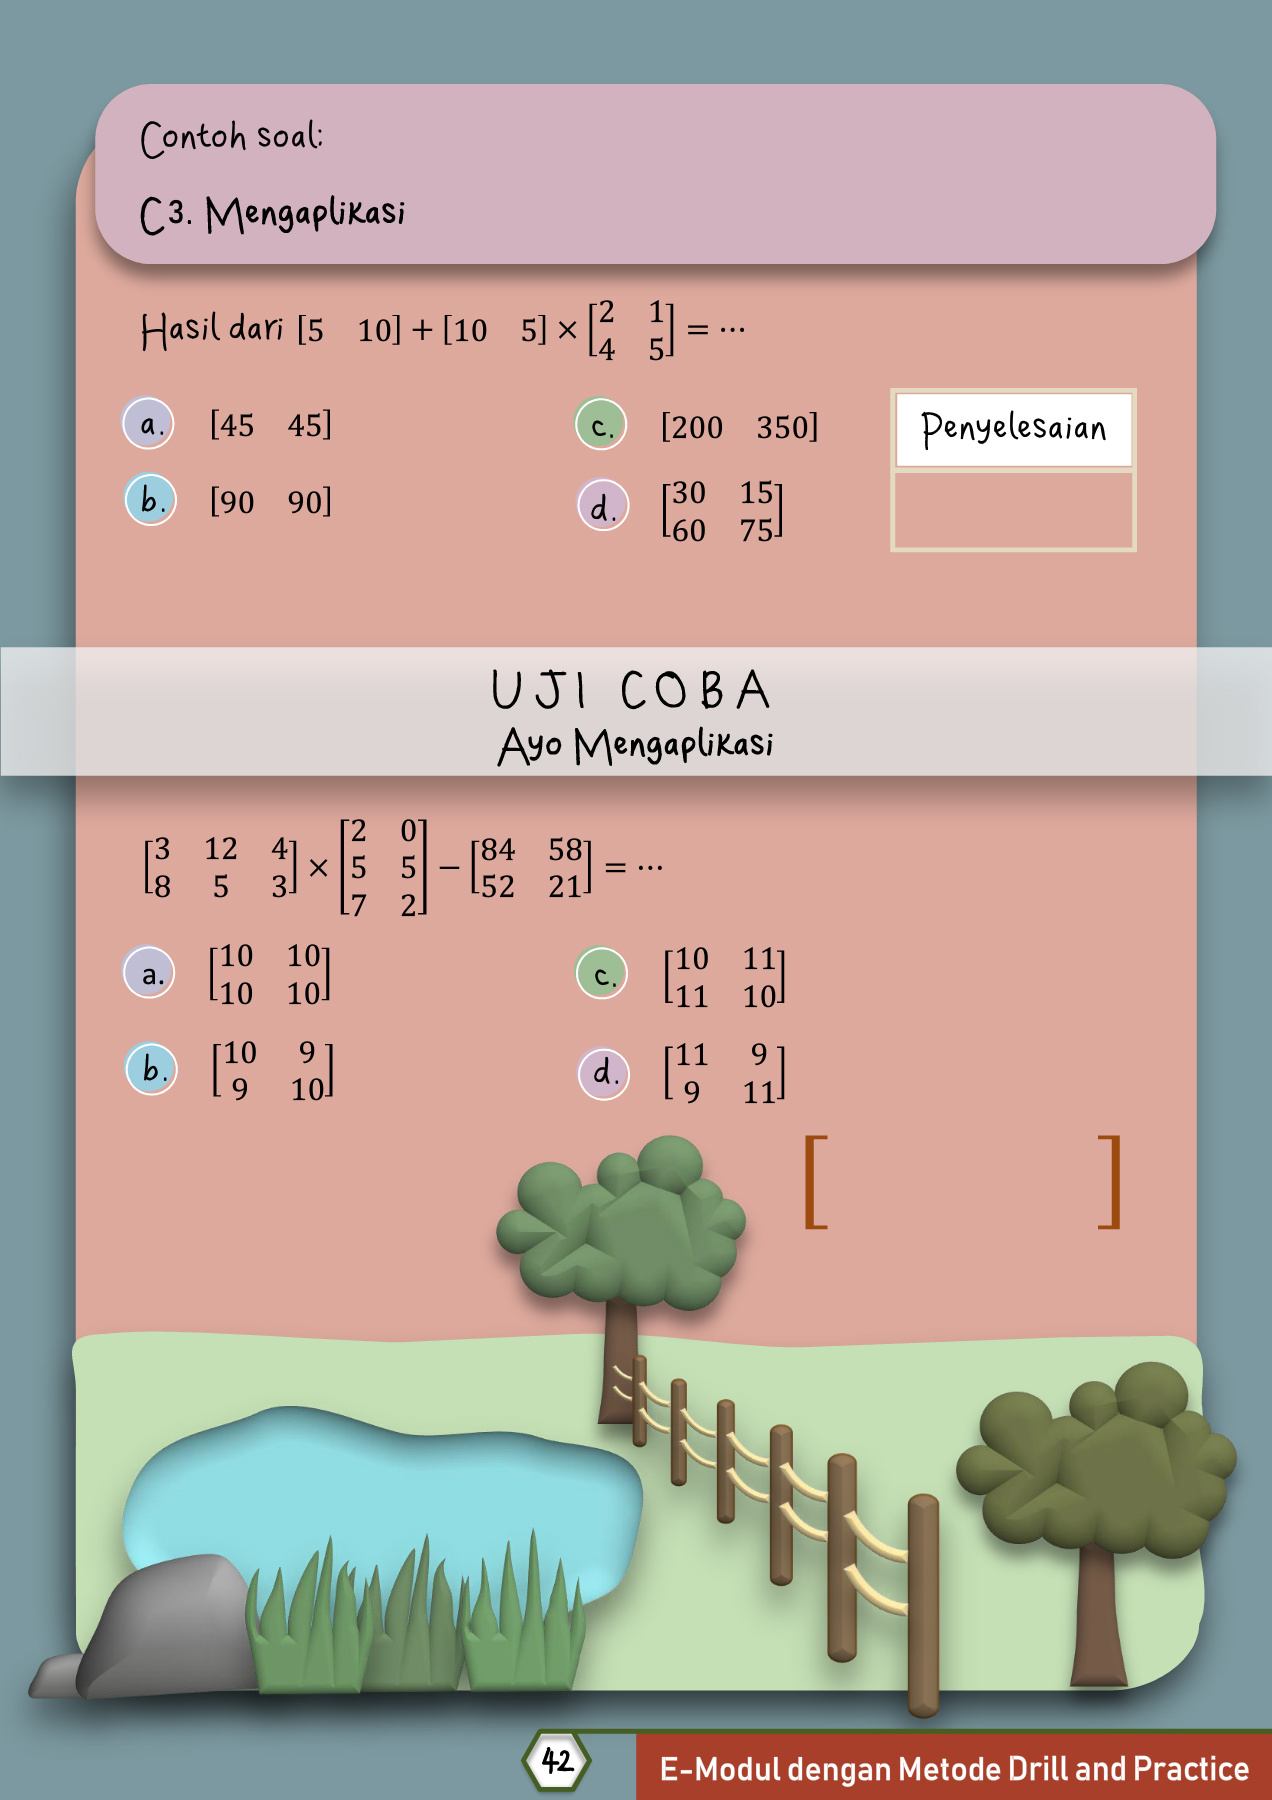 Contoh soal:
C3. Mengaplikasi
Hasil dari [5 10] + [10 5] × [2 1; 4 5] = ⋯
a. [45 45]
b. [90 90]
c. [200 350]
d. [30 15; 60 75]
Penyelesaian
UJI COBA
Ayo Mengaplikasi
[3 12 4; 8 5 3] × [2 0; 5 5; 7 2] − [84 58; 52 21] = ⋯
a. [10 10; 10 10]
b. [10 9; 9 10]
c. [10 11; 11 10]
d. [11 9; 9 11]
[ ]
42
E-Modul dengan Metode Drill and Practice